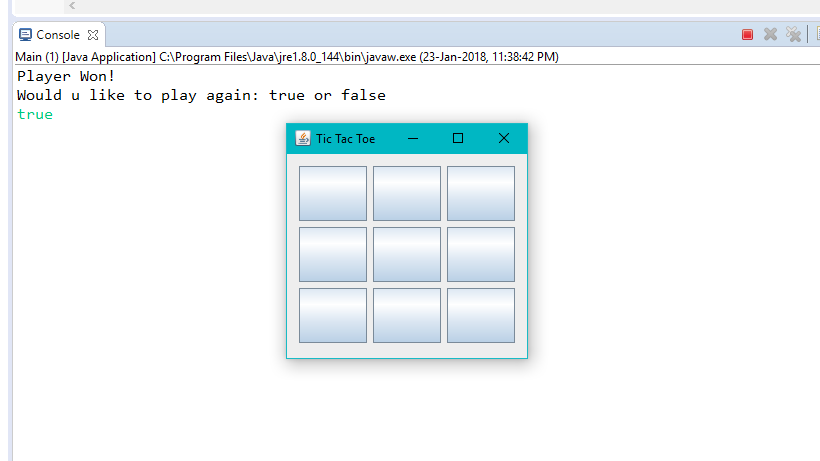 Console
Main (1) [Java Application] C:\Program Files\Java\jre1.8.0_144\bin\javaw.exe (23-Jan-2018, 11:38:42 PM)
Player Won!
Would u like to play again: true or false
true
Tic Tac Toe